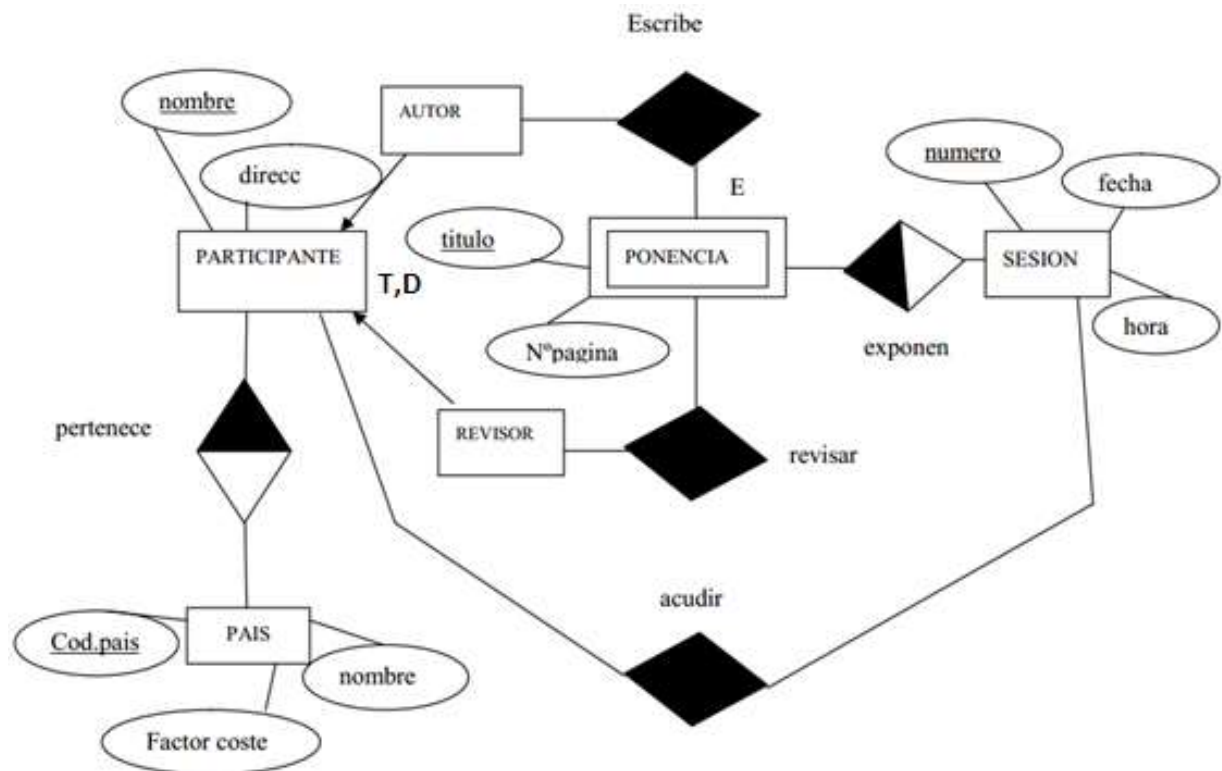 Escribe
nombre
AUTOR
numero
fecha
direcc
E
titulo
PARTICIPANTE
PONENCIA
SESION
T,D
hora
Nºpagina
exponen
pertenece
REVISOR
revisar
acudir
Cod.pais
PAIS
nombre
Factor coste